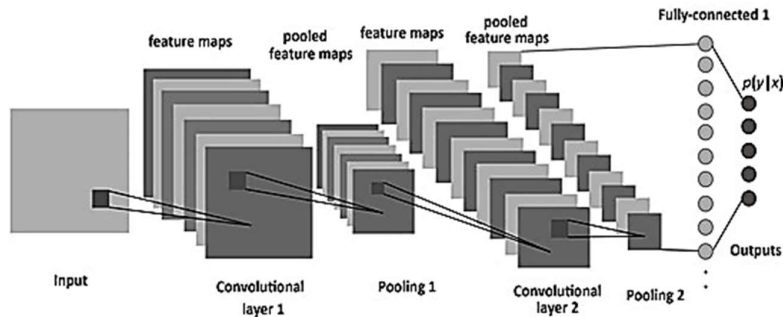 Fully-connected 1
feature maps
pooled
feature maps
feature maps
pooled
feature maps
p(y|x)
Input
Convolutional
layer 1
Pooling 1
Convolutional
layer 2
Pooling 2
Outputs